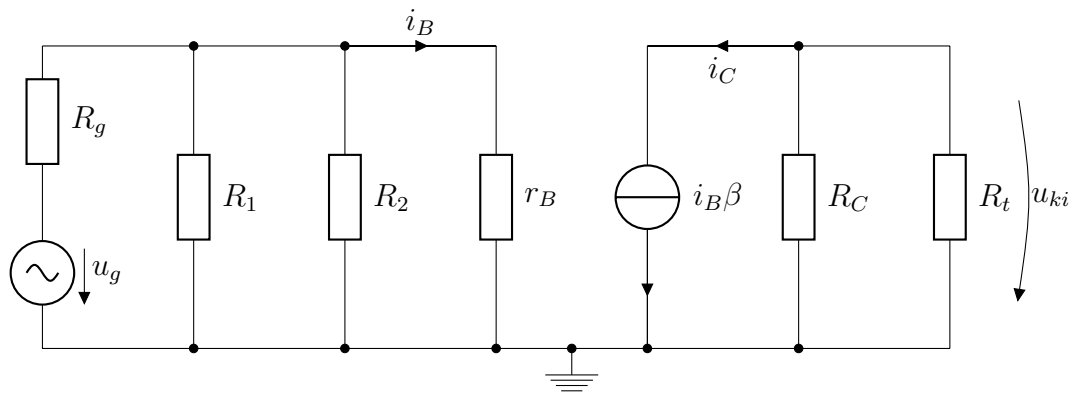 i_B
i_C
R_g
R_1
R_2
r_B
i_Bβ
R_C
R_t
u_ki
u_g